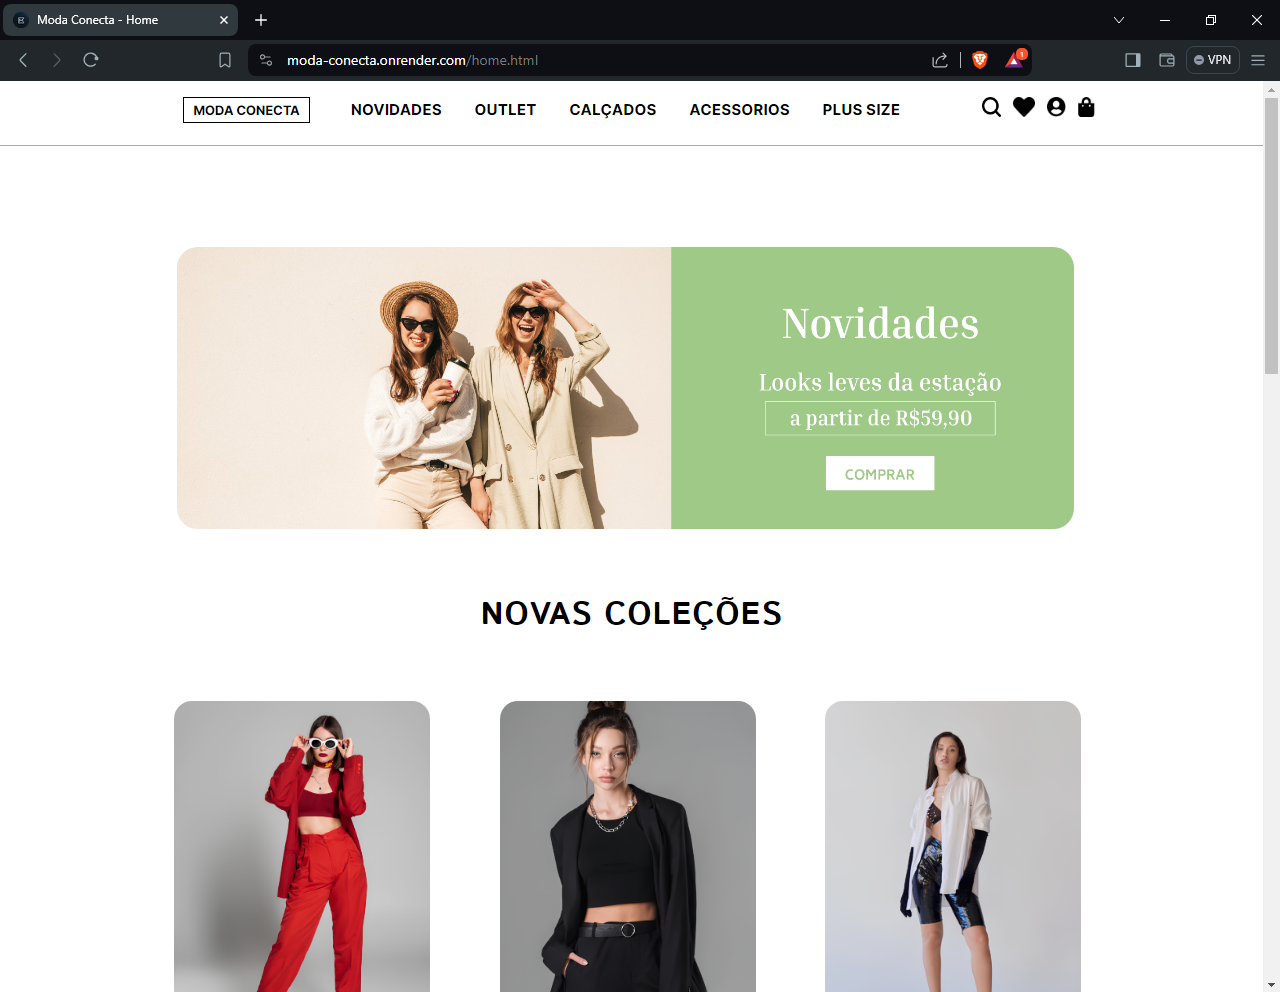 Moda Conecta - Home
moda-conecta.onrender.com/home.html
1
VPN
MODA CONECTA
NOVIDADES
OUTLET
CALÇADOS
ACESSORIOS
PLUS SIZE
Novidades
Looks leves da estação
a partir de R$59,90
COMPRAR
NOVAS COLEÇÕES